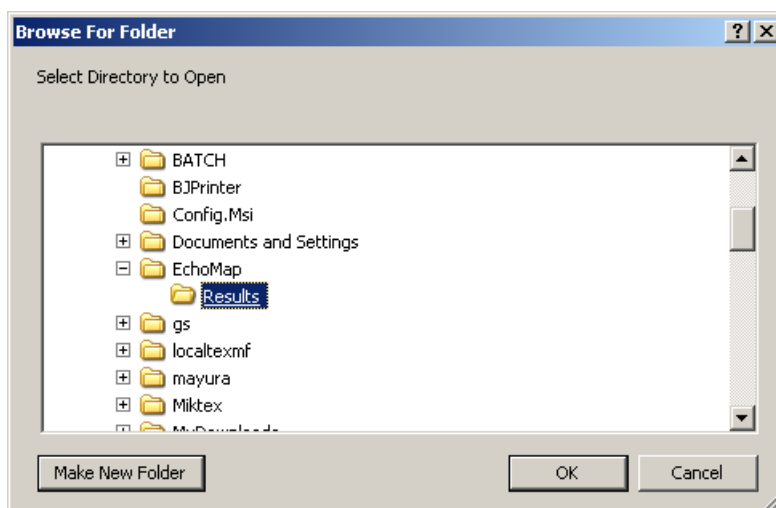 Browse For Folder
Select Directory to Open
BATCH
BJPrinter
Config.Msi
Documents and Settings
EchoMap
Results
gs
localtexmf
mayura
Miktex
MyDownloads
Make New Folder OK Cancel